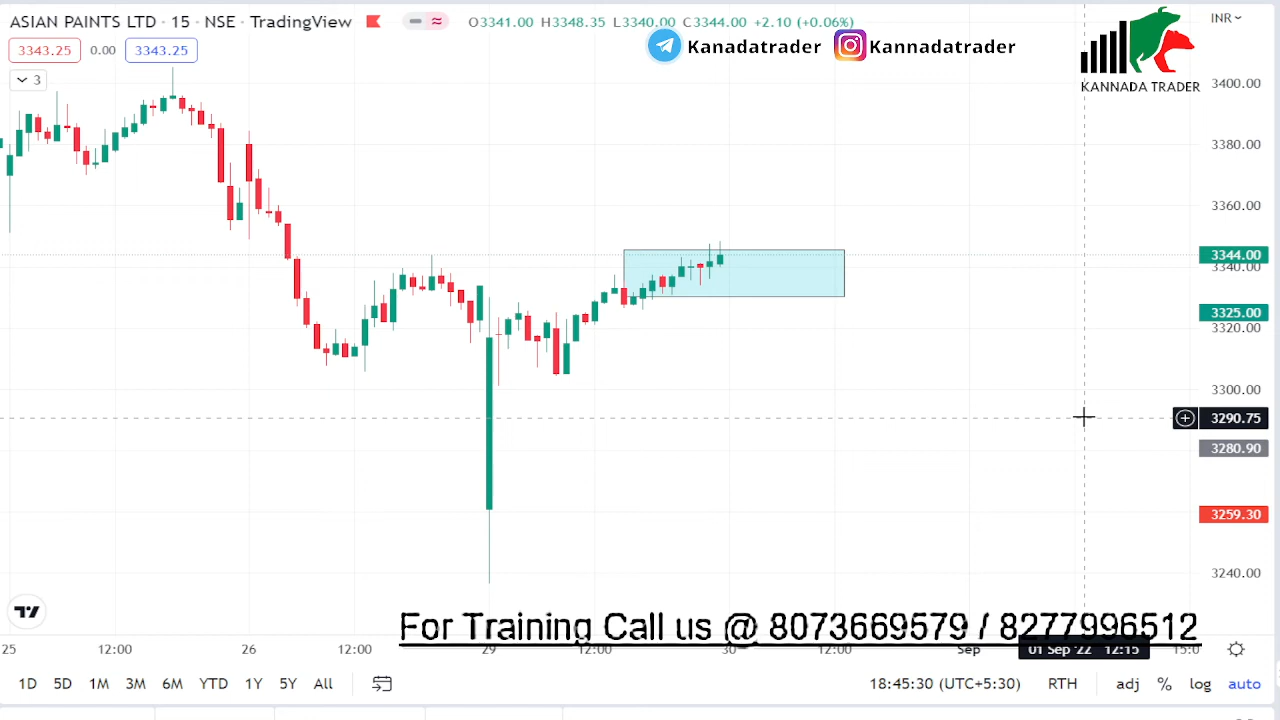 ASIAN PAINTS LTD · 15 · NSE · TradingView O3341.00 H3348.35 L3340.00 C3344.00 +2.10 (+0.06%)
INR
3343.25 0.00 3343.25
Kanadatrader Kannadatrader
3
KANNADA TRADER
3400.00
3380.00
3360.00
3344.00
3340.00
3325.00
3320.00
3300.00
3290.75
3280.90
3259.30
3240.00
For Training Call us @ 8073669579 / 8277996512
25 12:00 26 12:00 29 12:00 30 12:00 Sep 01 Sep '22 12:15 15:0
1D 5D 1M 3M 6M YTD 1Y 5Y All 18:45:30 (UTC+5:30) RTH adj % log auto